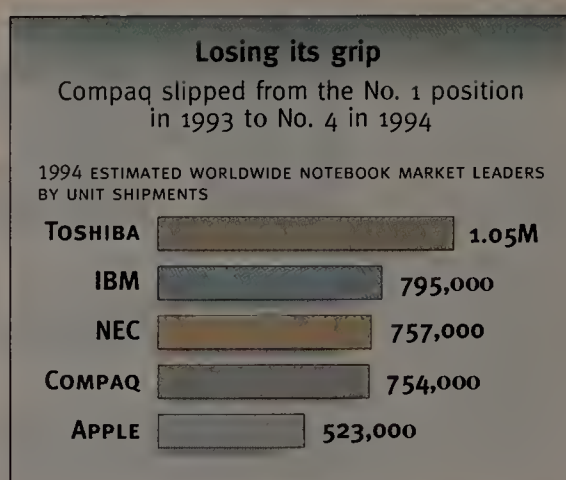 Losing its grip
Compaq slipped from the No. 1 position
in 1993 to No. 4 in 1994
1994 ESTIMATED WORLDWIDE NOTEBOOK MARKET LEADERS
BY UNIT SHIPMENTS
TOSHIBA 1.05M
IBM 795,000
NEC 757,000
COMPAQ 754,000
APPLE 523,000